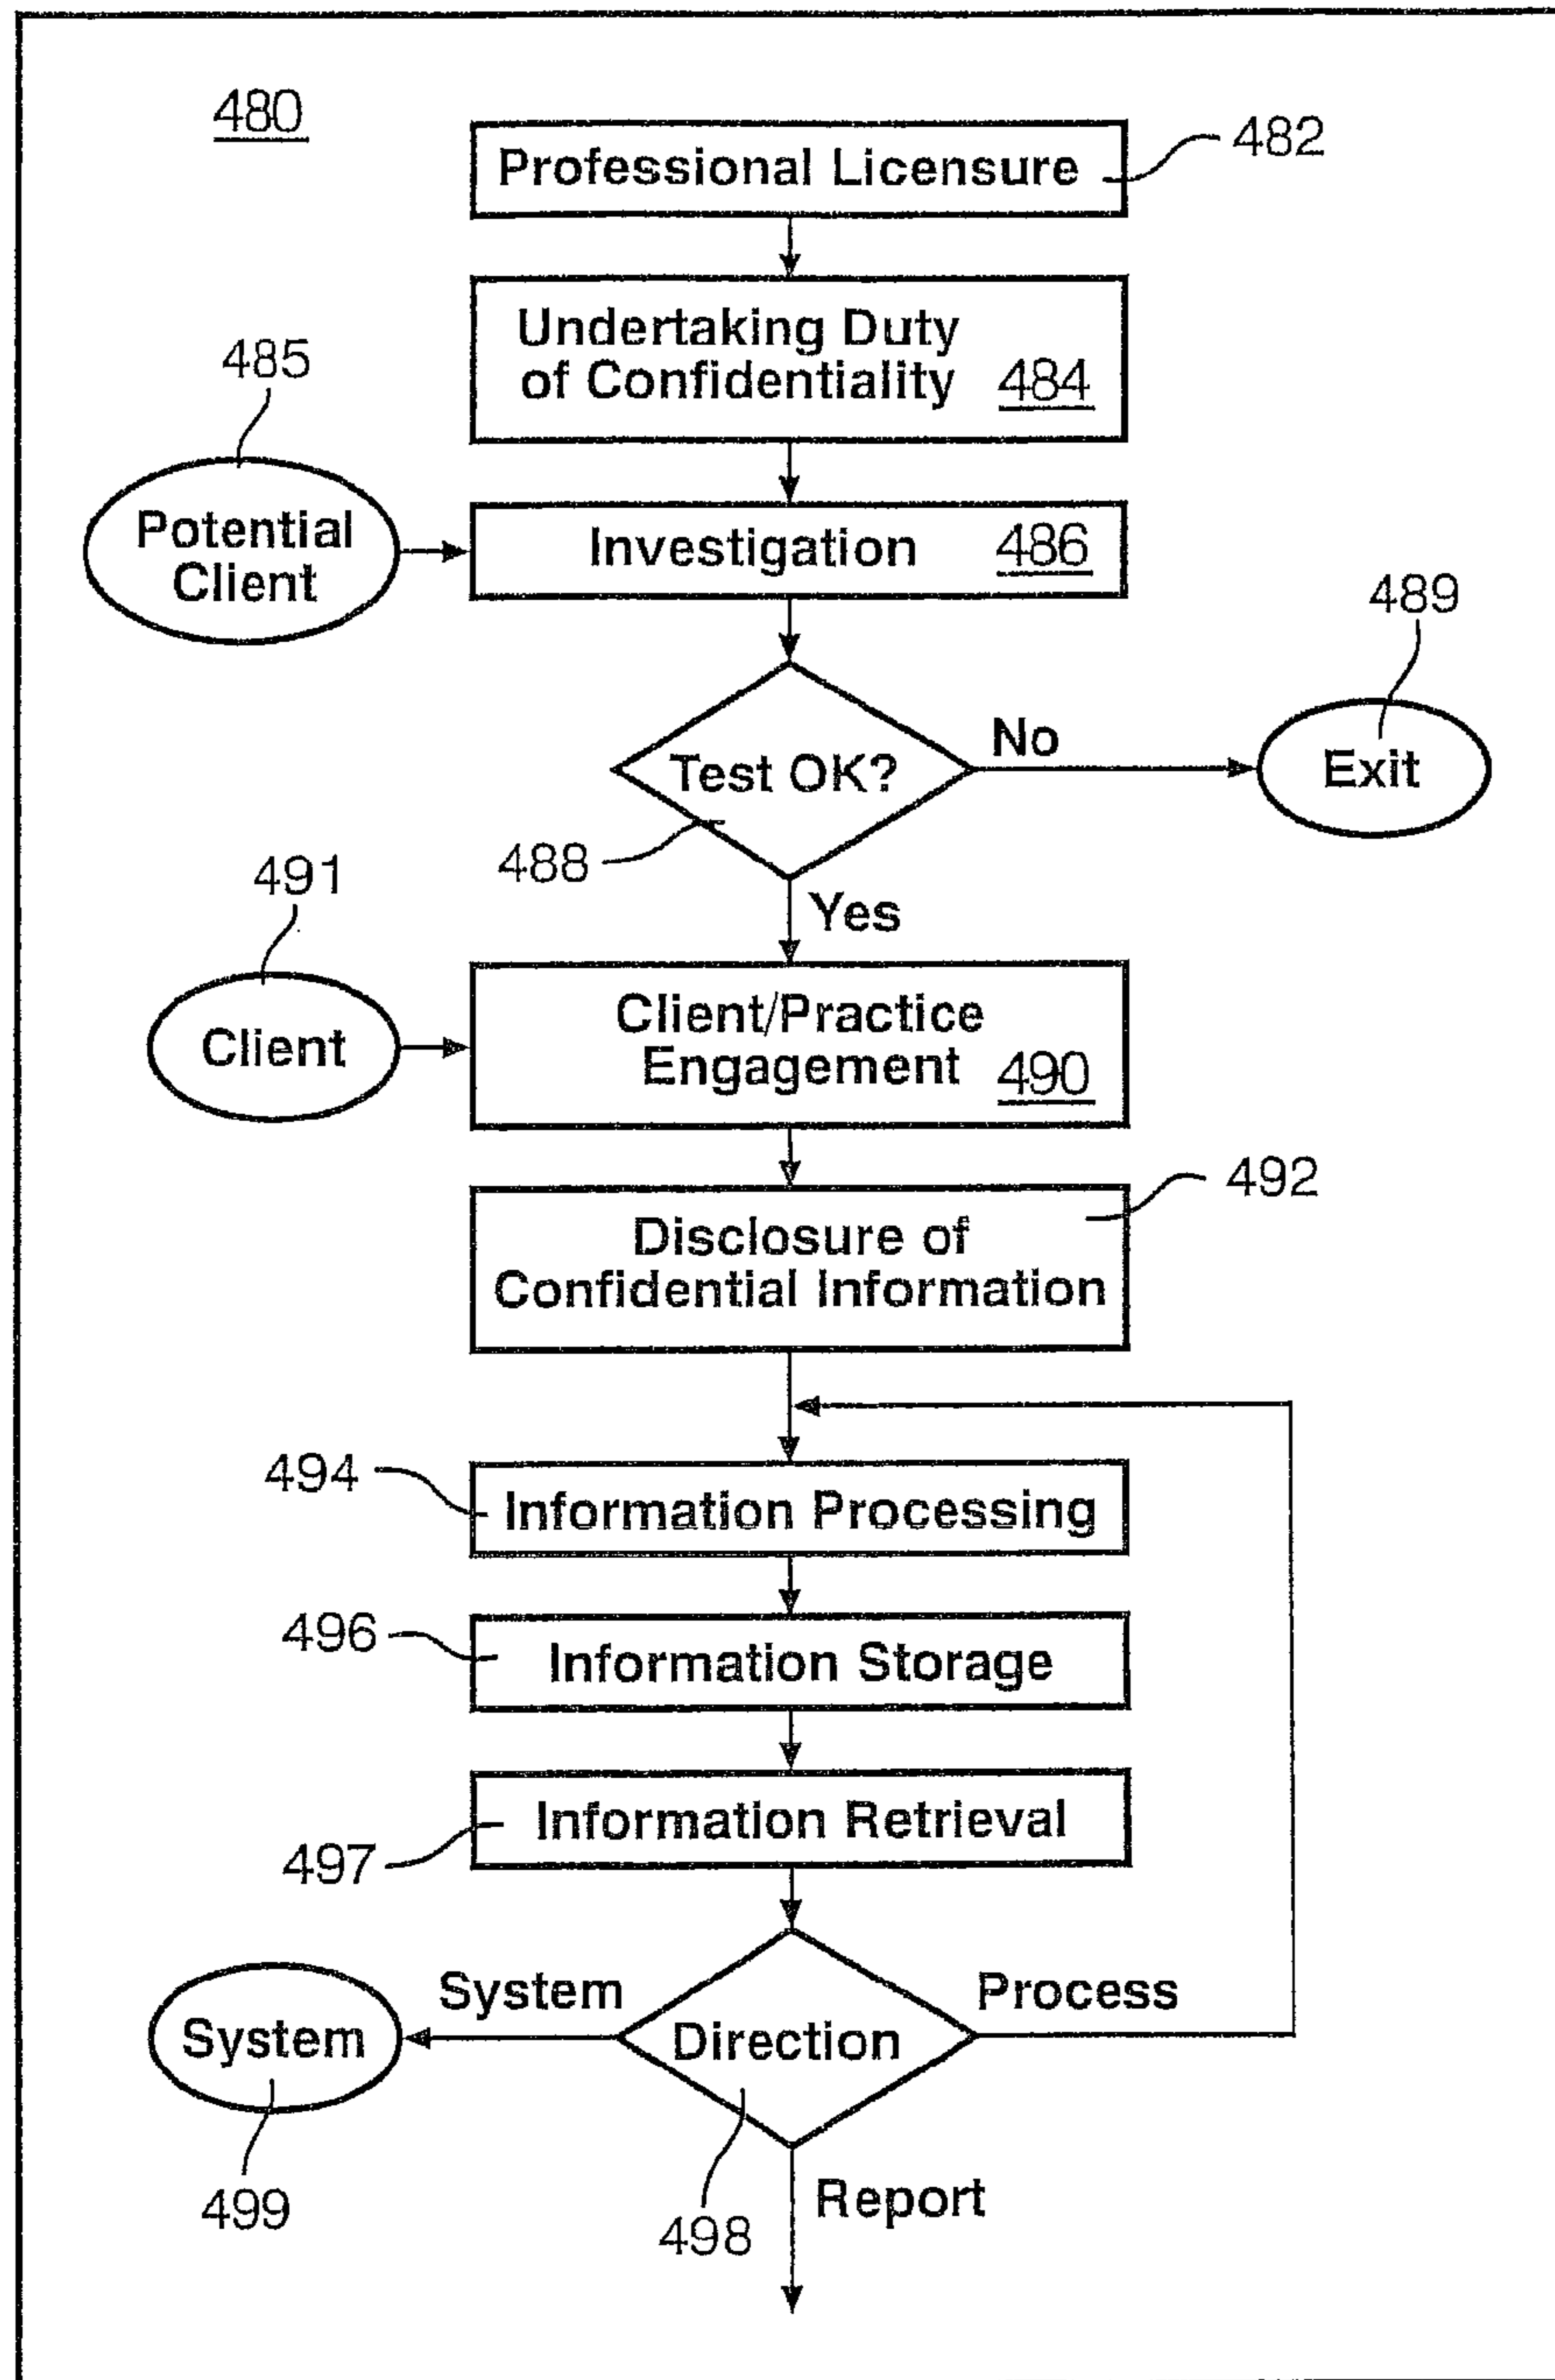 480
Professional Licensure
482
Undertaking Duty
of Confidentiality 484
485
Potential
Client
Investigation 486
489
Test OK?
No
Exit
488
Yes
491
Client
Client/Practice
Engagement 490
492
Disclosure of
Confidential Information
494
Information Processing
496
Information Storage
Information Retrieval
497
System
Process
System
Direction
Report
499
498